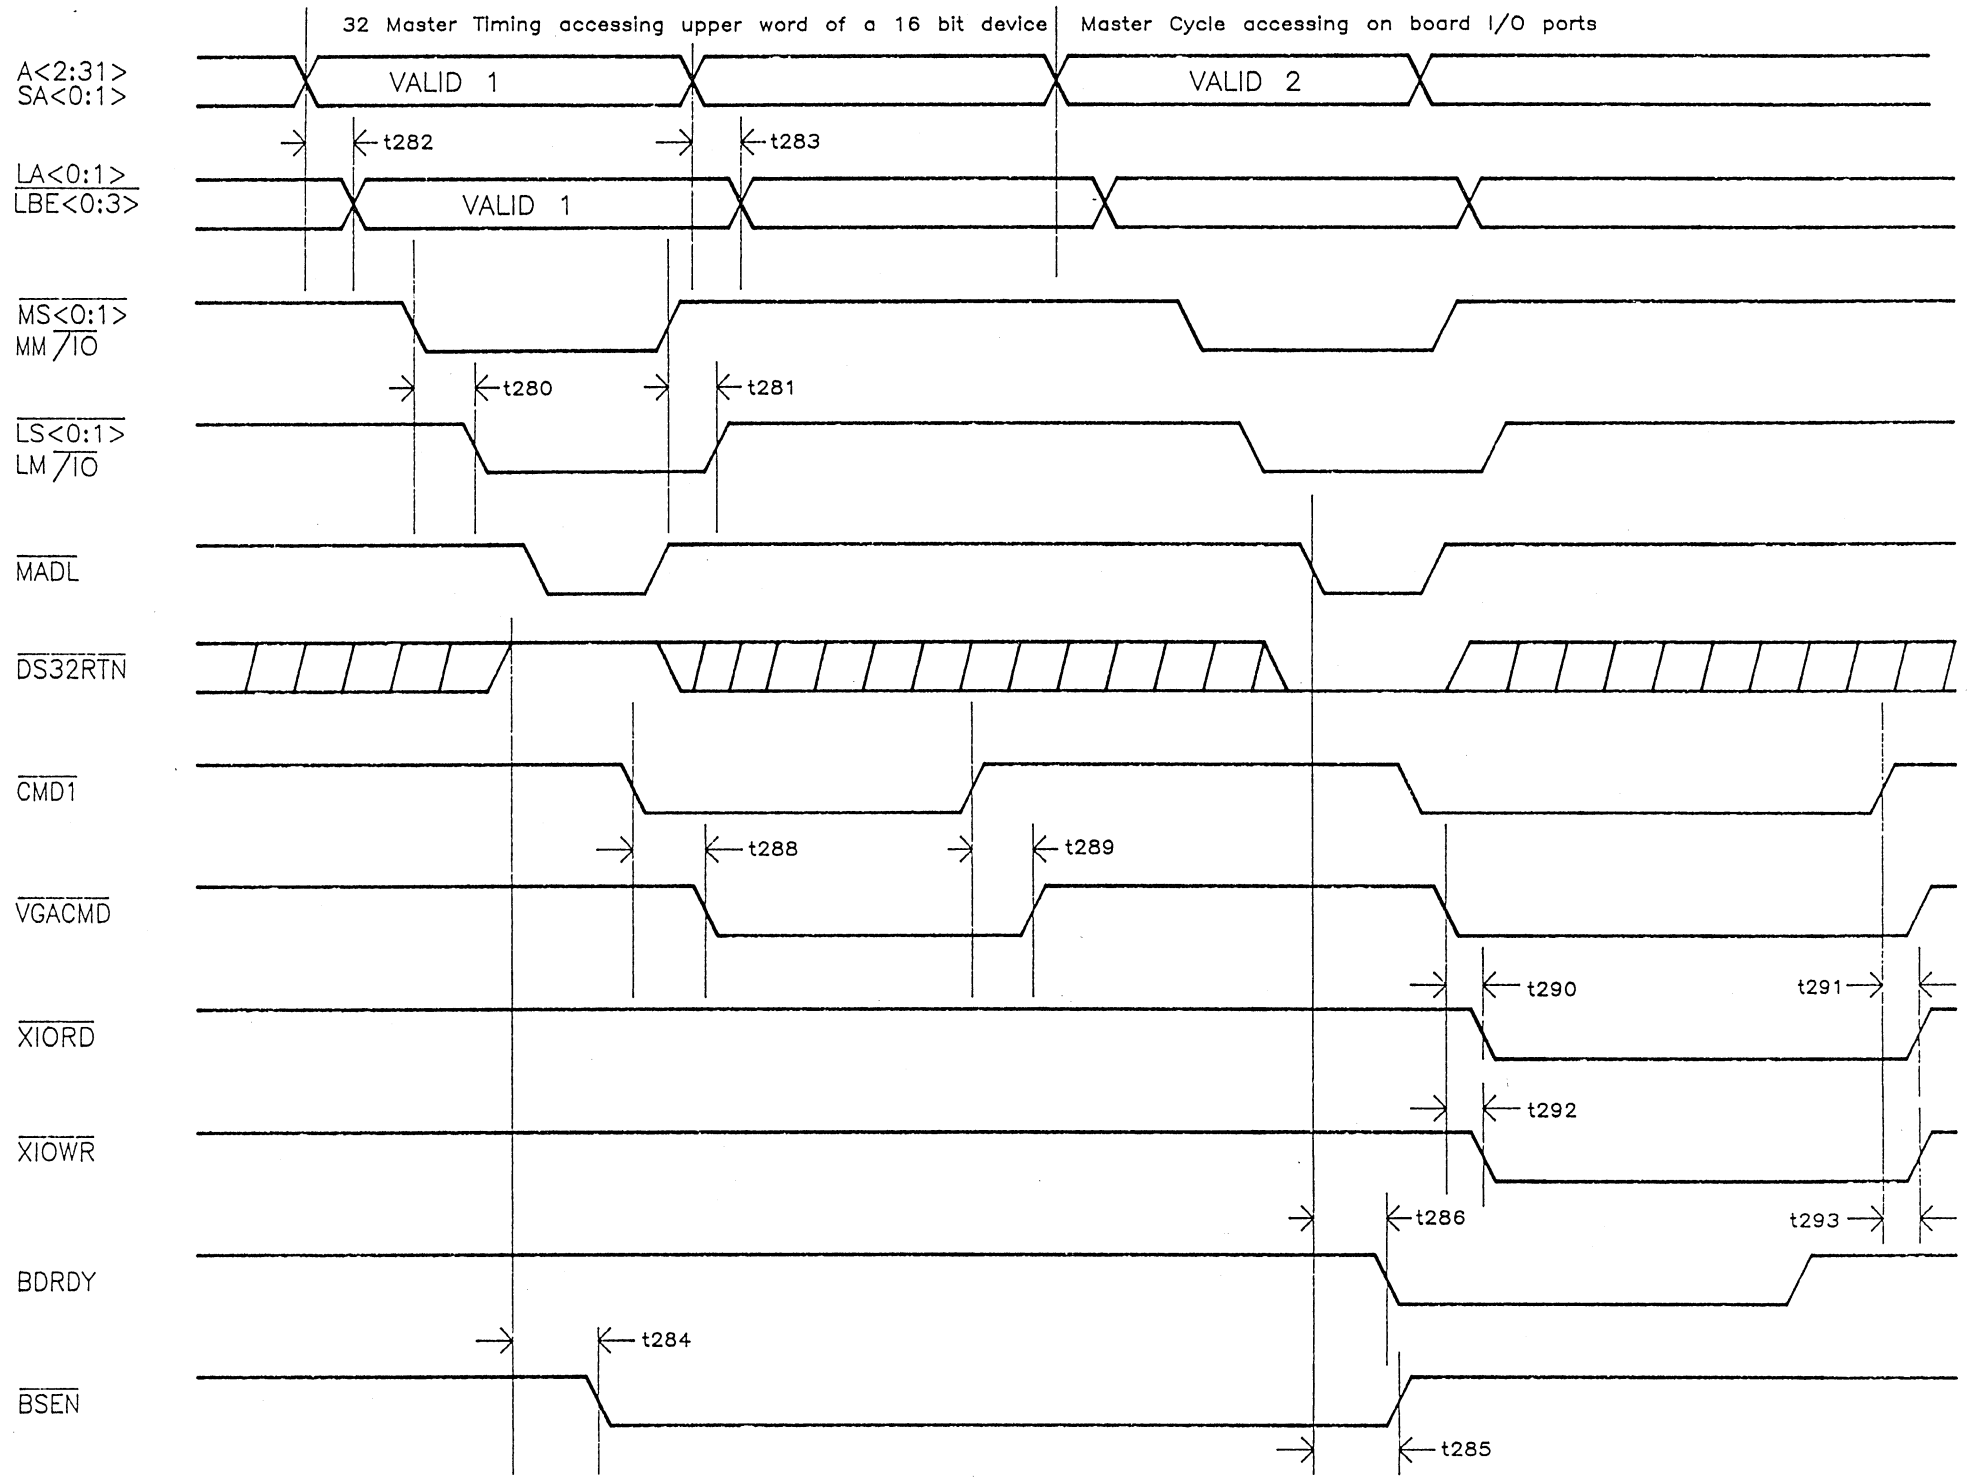 32 Master Timing accessing upper word of a 16 bit device
Master Cycle accessing on board I/O ports
A<2:31>
SA<0:1>
VALID 1
VALID 2
t282
t283
LA<0:1>
LBE<0:3>
VALID 1
MS<0:1>
MM/IO
t280
t281
LS<0:1>
LM/IO
MADL
DS32RTN
CMD1
t288
t289
VGACMD
t290
t291
XIORD
t292
XIOWR
t286
t293
BDRDY
t284
BSEN
t285